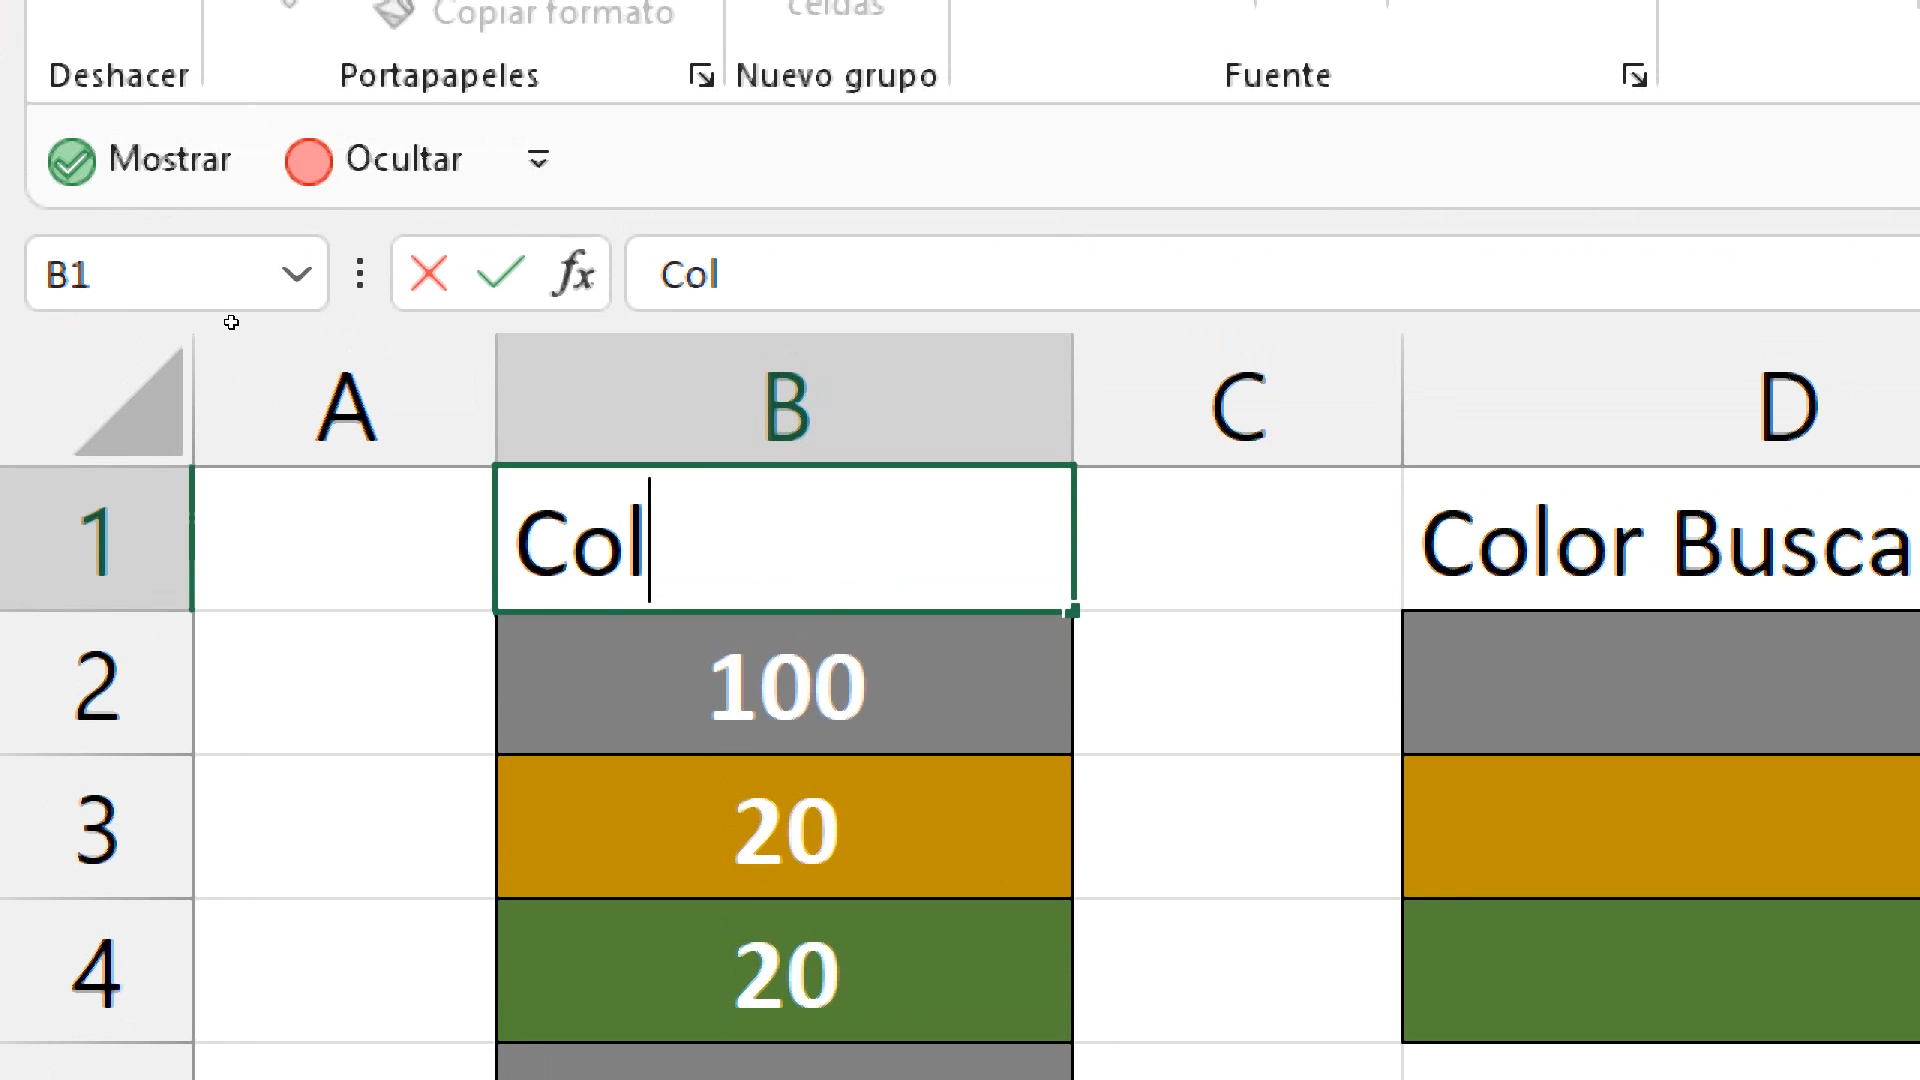 Copiar formato
celdas
Deshacer
Portapapeles
Nuevo grupo
Fuente
Mostrar
Ocultar
B1
fx
Col
A
B
C
D
1
Col
Color Busca
2
100
3
20
4
20